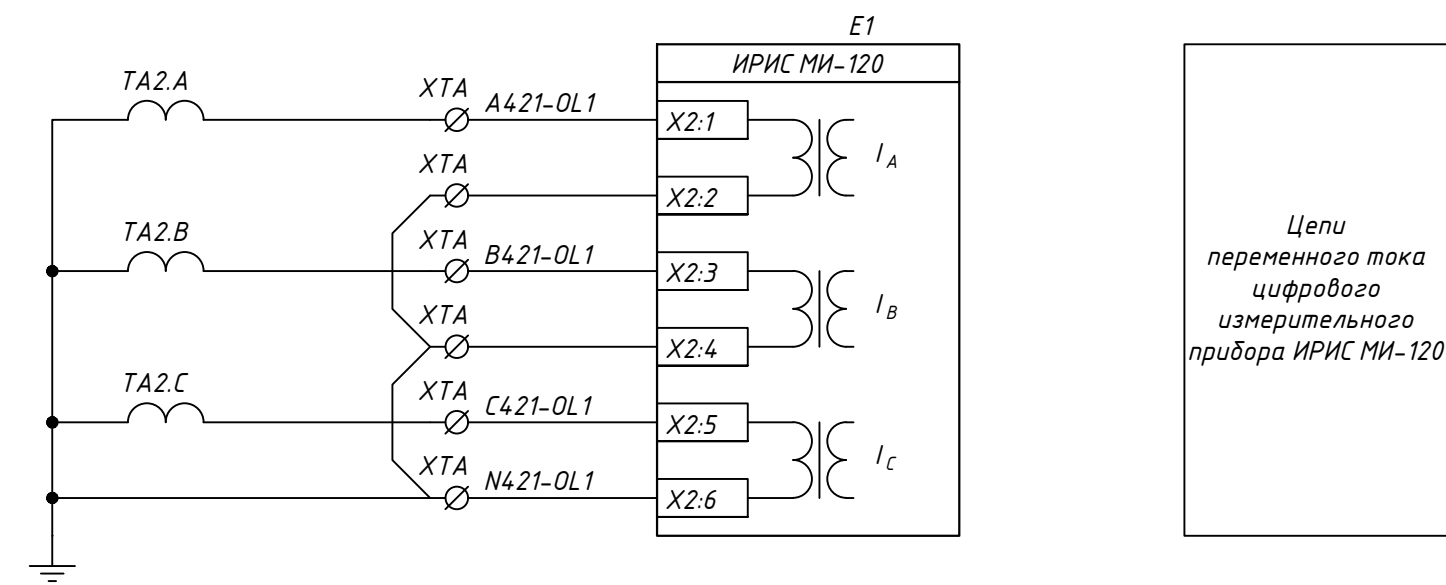 E1
ИРИС МИ-120
TA2.A
XTA
A421-OL1
X2:1
I A
XTA
X2:2
TA2.B
XTA
B421-OL1
X2:3
I B
XTA
X2:4
TA2.C
XTA
C421-OL1
X2:5
I C
XTA
N421-OL1
X2:6
Цепи
переменного тока
цифрового
измерительного
прибора ИРИС МИ-120